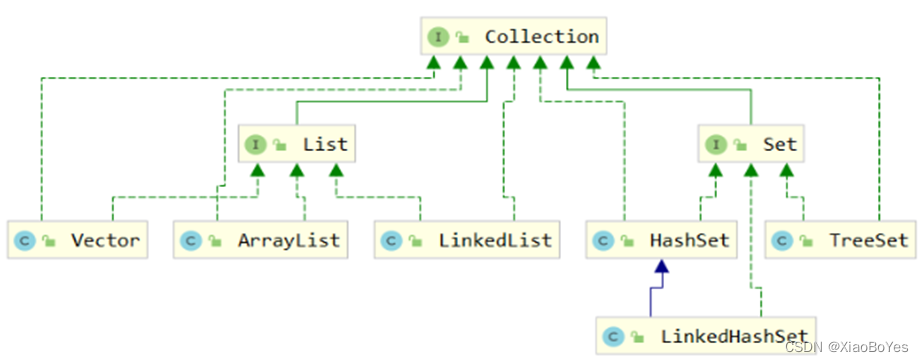 I Collection
I List
I Set
C Vector
C ArrayList
C LinkedList
C HashSet
C TreeSet
C LinkedHashSet
CSDN @XiaoBoYes